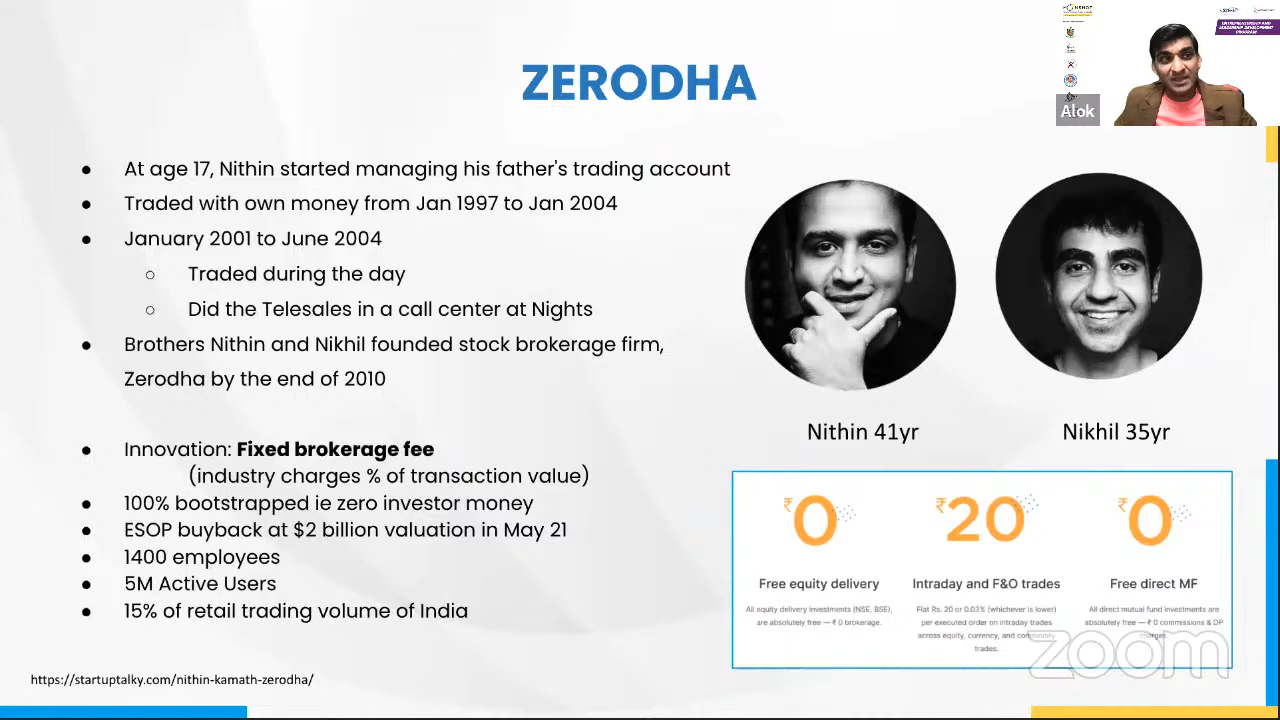 ZERODHA
ENTREPRENEURSHIP AND
LEADERSHIP DEVELOPMENT
PROGRAM
Alok
● At age 17, Nithin started managing his father's trading account
● Traded with own money from Jan 1997 to Jan 2004
● January 2001 to June 2004
○ Traded during the day
○ Did the Telesales in a call center at Nights
● Brothers Nithin and Nikhil founded stock brokerage firm,
Zerodha by the end of 2010
● Innovation: Fixed brokerage fee
(industry charges % of transaction value)
● 100% bootstrapped ie zero investor money
● ESOP buyback at $2 billion valuation in May 21
● 1400 employees
● 5M Active Users
● 15% of retail trading volume of India
Nithin 41yr
Nikhil 35yr
₹0
Free equity delivery
All equity delivery investments (NSE, BSE),
are absolutely free — ₹ 0 brokerage.
₹20
Intraday and F&O trades
Flat Rs. 20 or 0.03% (whichever is lower)
per executed order on intraday trades
across equity, currency, and commodity
trades.
₹0
Free direct MF
All direct mutual fund investments are
absolutely free — ₹ 0 commissions & DP
charges.
zoom
https://startuptalky.com/nithin-kamath-zerodha/